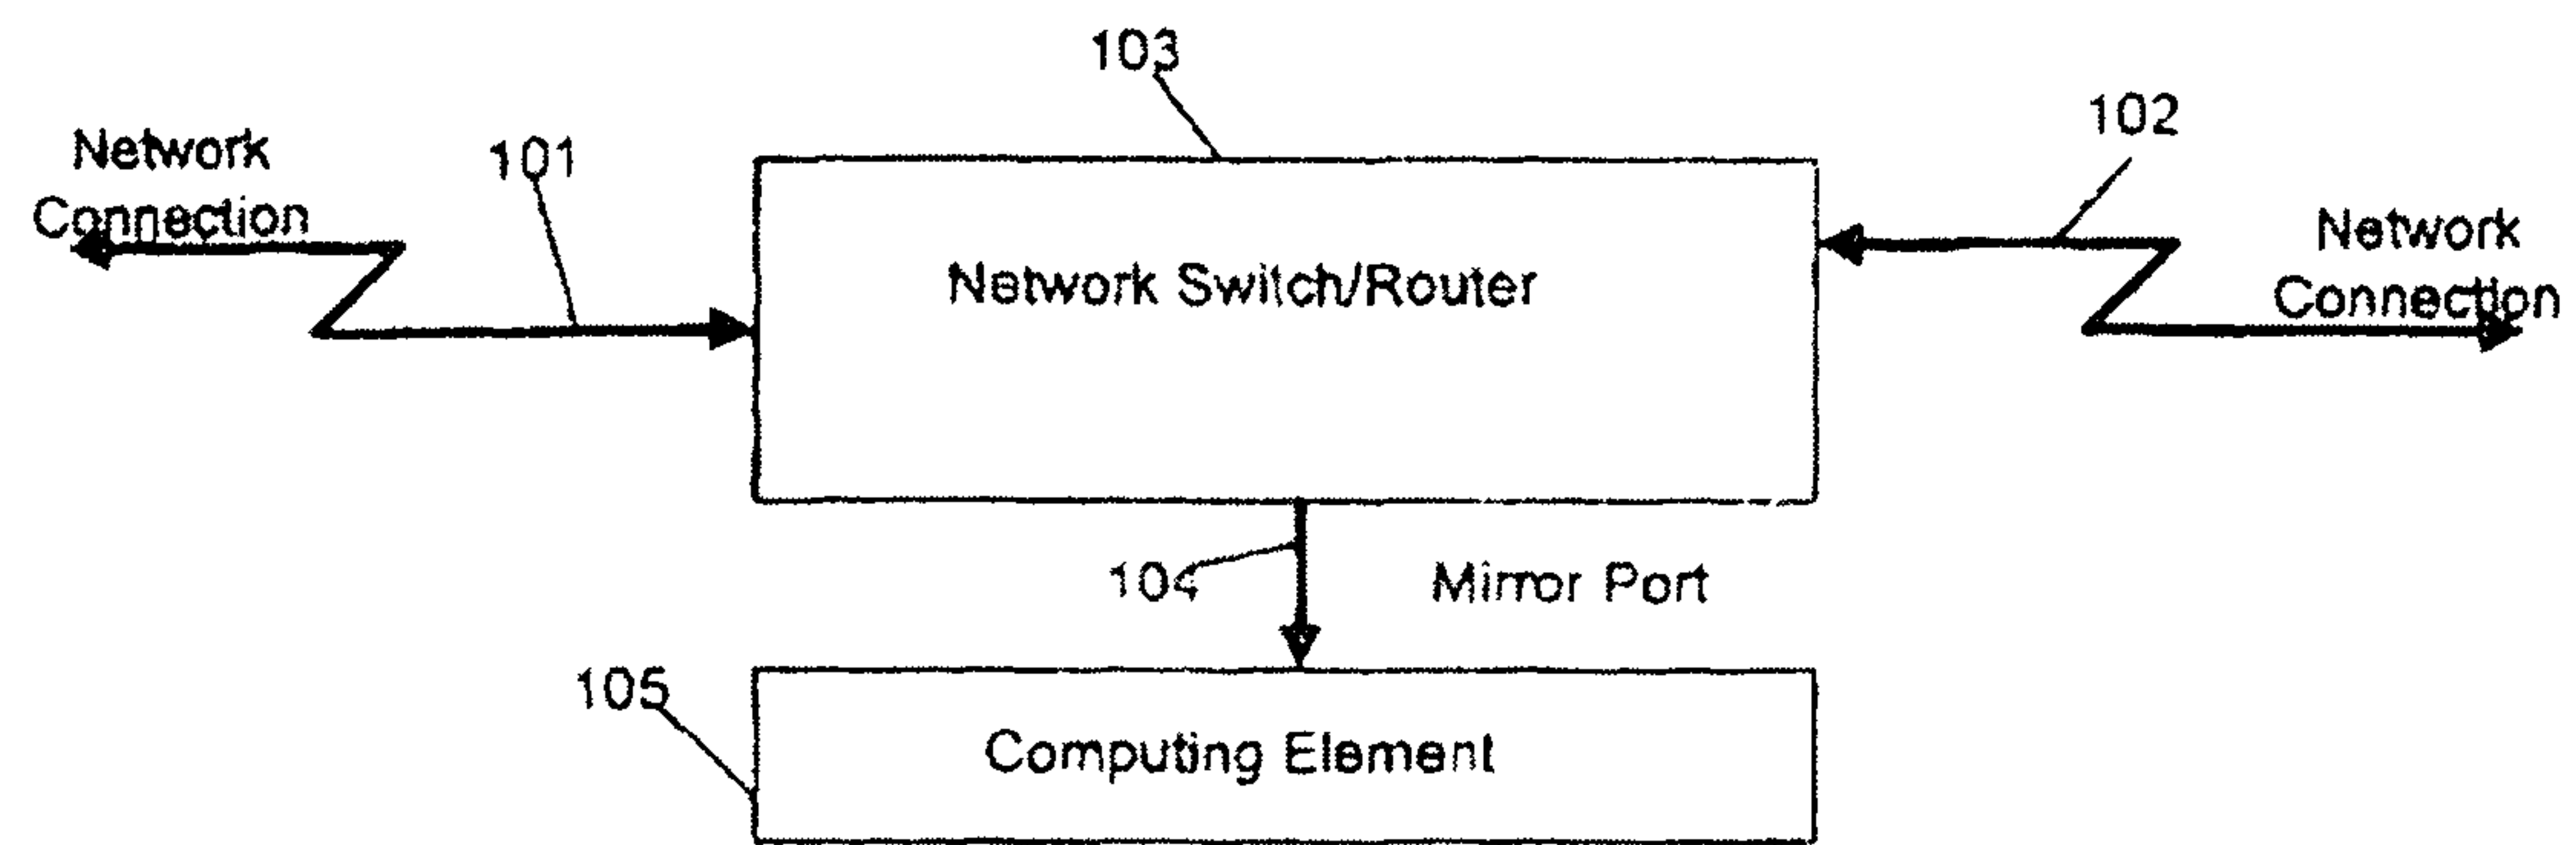 103
102
Network
Connection
101
Network
Connection
Network Switch/Router
104
Mirror Port
105
Computing Element